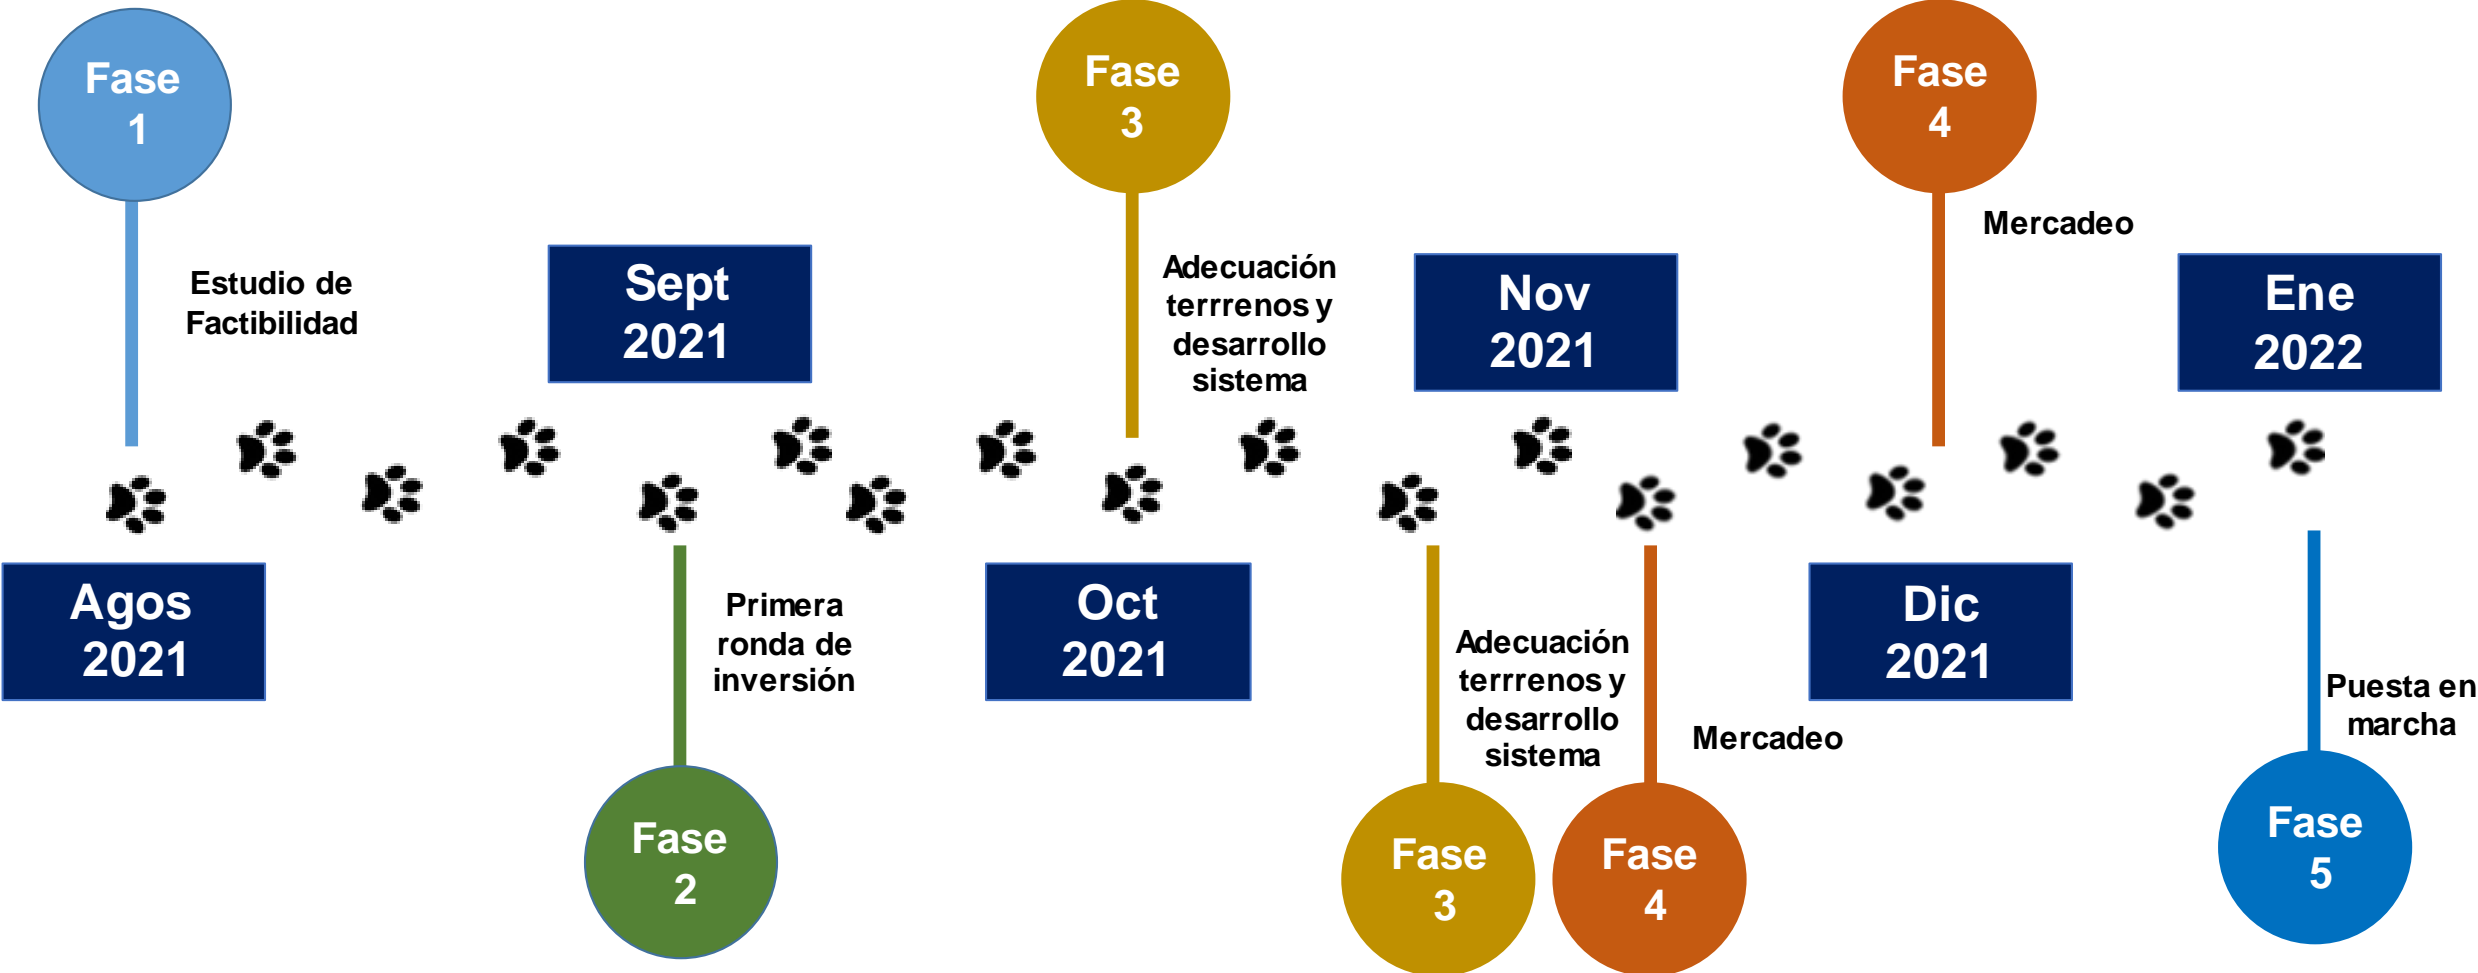 Fase
1
Estudio de
Factibilidad
Agos
2021
Sept
2021
Primera
ronda de
inversión
Fase
2
Fase
3
Adecuación
terrrenos y
desarrollo
sistema
Oct
2021
Nov
2021
Adecuación
terrrenos y
desarrollo
sistema
Fase
3
Mercadeo
Fase
4
Fase
4
Mercadeo
Dic
2021
Ene
2022
Puesta en
marcha
Fase
5